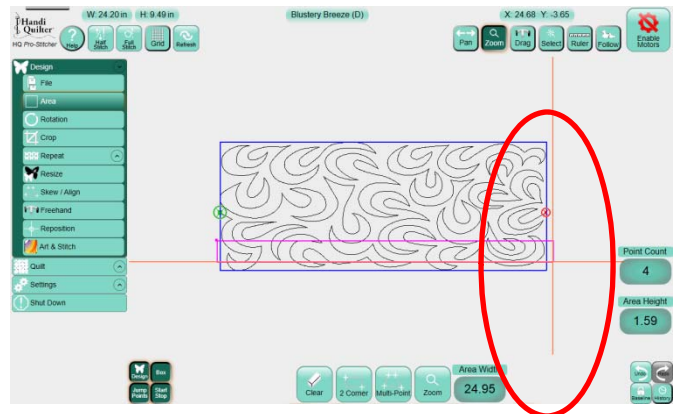 Handi
Quilter
HQ Pro-Stitcher
W: 24.20 in H: 9.49 in
Blustery Breeze (D)
X: 24.68 Y: -3.65
Help
Half
Stitch
Full
Stitch
Grid
Refresh
Pan
Zoom
Drag
Select
Ruler
Follow
Enable
Motors
Design
File
Area
Rotation
Crop
Repeat
Resize
Skew / Align
Freehand
Reposition
Art & Stitch
Quilt
Settings
Shut Down
Point Count
4
Area Height
1.59
Design
Box
Jump
Points
Start
Stop
Clear
2 Corner
Multi-Point
Zoom
Area Width
24.95
Undo
Baseline
History